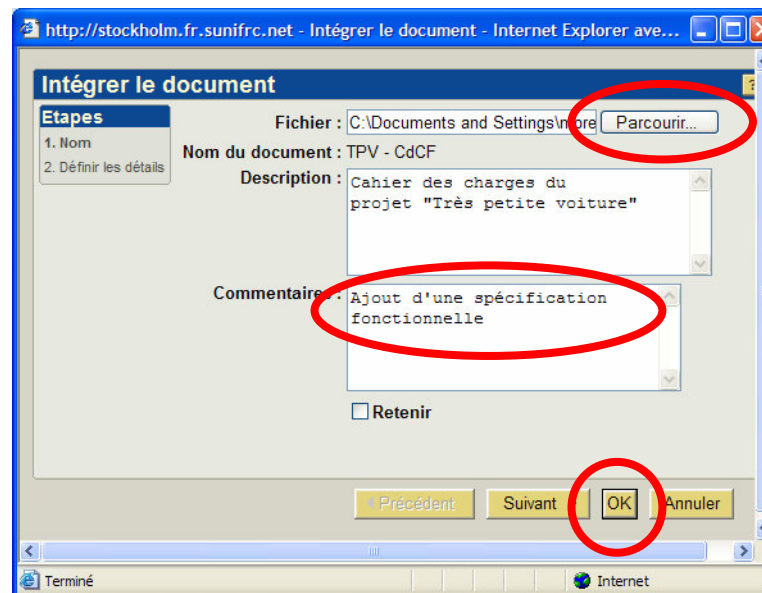 http://stockholm.fr.sunifrc.net - Intégrer le document - Internet Explorer ave...
Intégrer le document
?
Etapes
1. Nom
2. Définir les détails
Fichier : C:\Documents and Settings\more Parcourir...
Nom du document : TPV - CdCF
Description : Cahier des charges du
projet "Très petite voiture"
Commentaires : Ajout d'une spécification
fonctionnelle
Retenir
Précédent Suivant OK Annuler
Terminé Internet